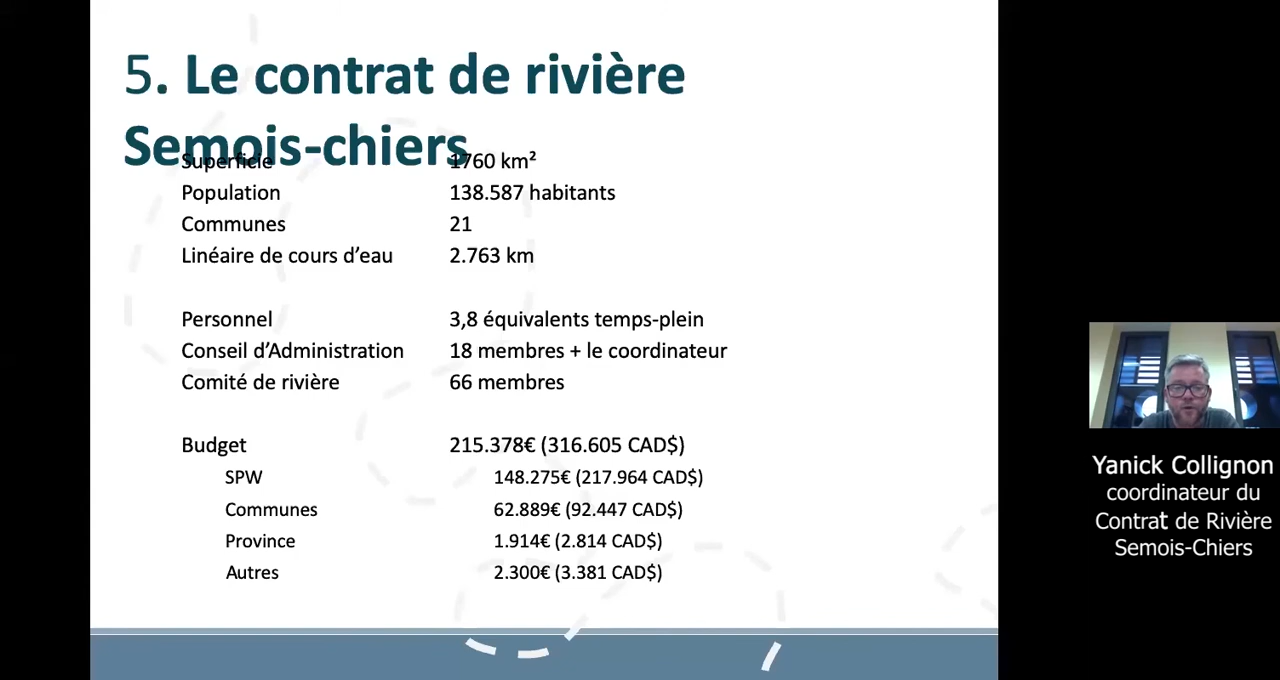 5. Le contrat de rivière
Semois-chiers
Superficie 1760 km²
Population 138.587 habitants
Communes 21
Linéaire de cours d’eau 2.763 km
Personnel 3,8 équivalents temps-plein
Conseil d’Administration 18 membres + le coordinateur
Comité de rivière 66 membres
Budget 215.378€ (316.605 CAD$)
SPW 148.275€ (217.964 CAD$)
Communes 62.889€ (92.447 CAD$)
Province 1.914€ (2.814 CAD$)
Autres 2.300€ (3.381 CAD$)
Yanick Collignon
coordinateur du
Contrat de Rivière
Semois-Chiers